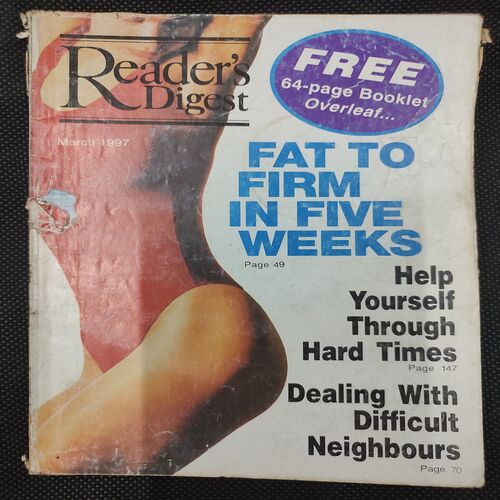 Reader's
Digest
March 1997
FREE
64-page Booklet
Overleaf...
FAT TO
FIRM
IN FIVE
WEEKS
Page 49
Help
Yourself
Through
Hard Times
Page 147
Dealing With
Difficult
Neighbours
Page 70